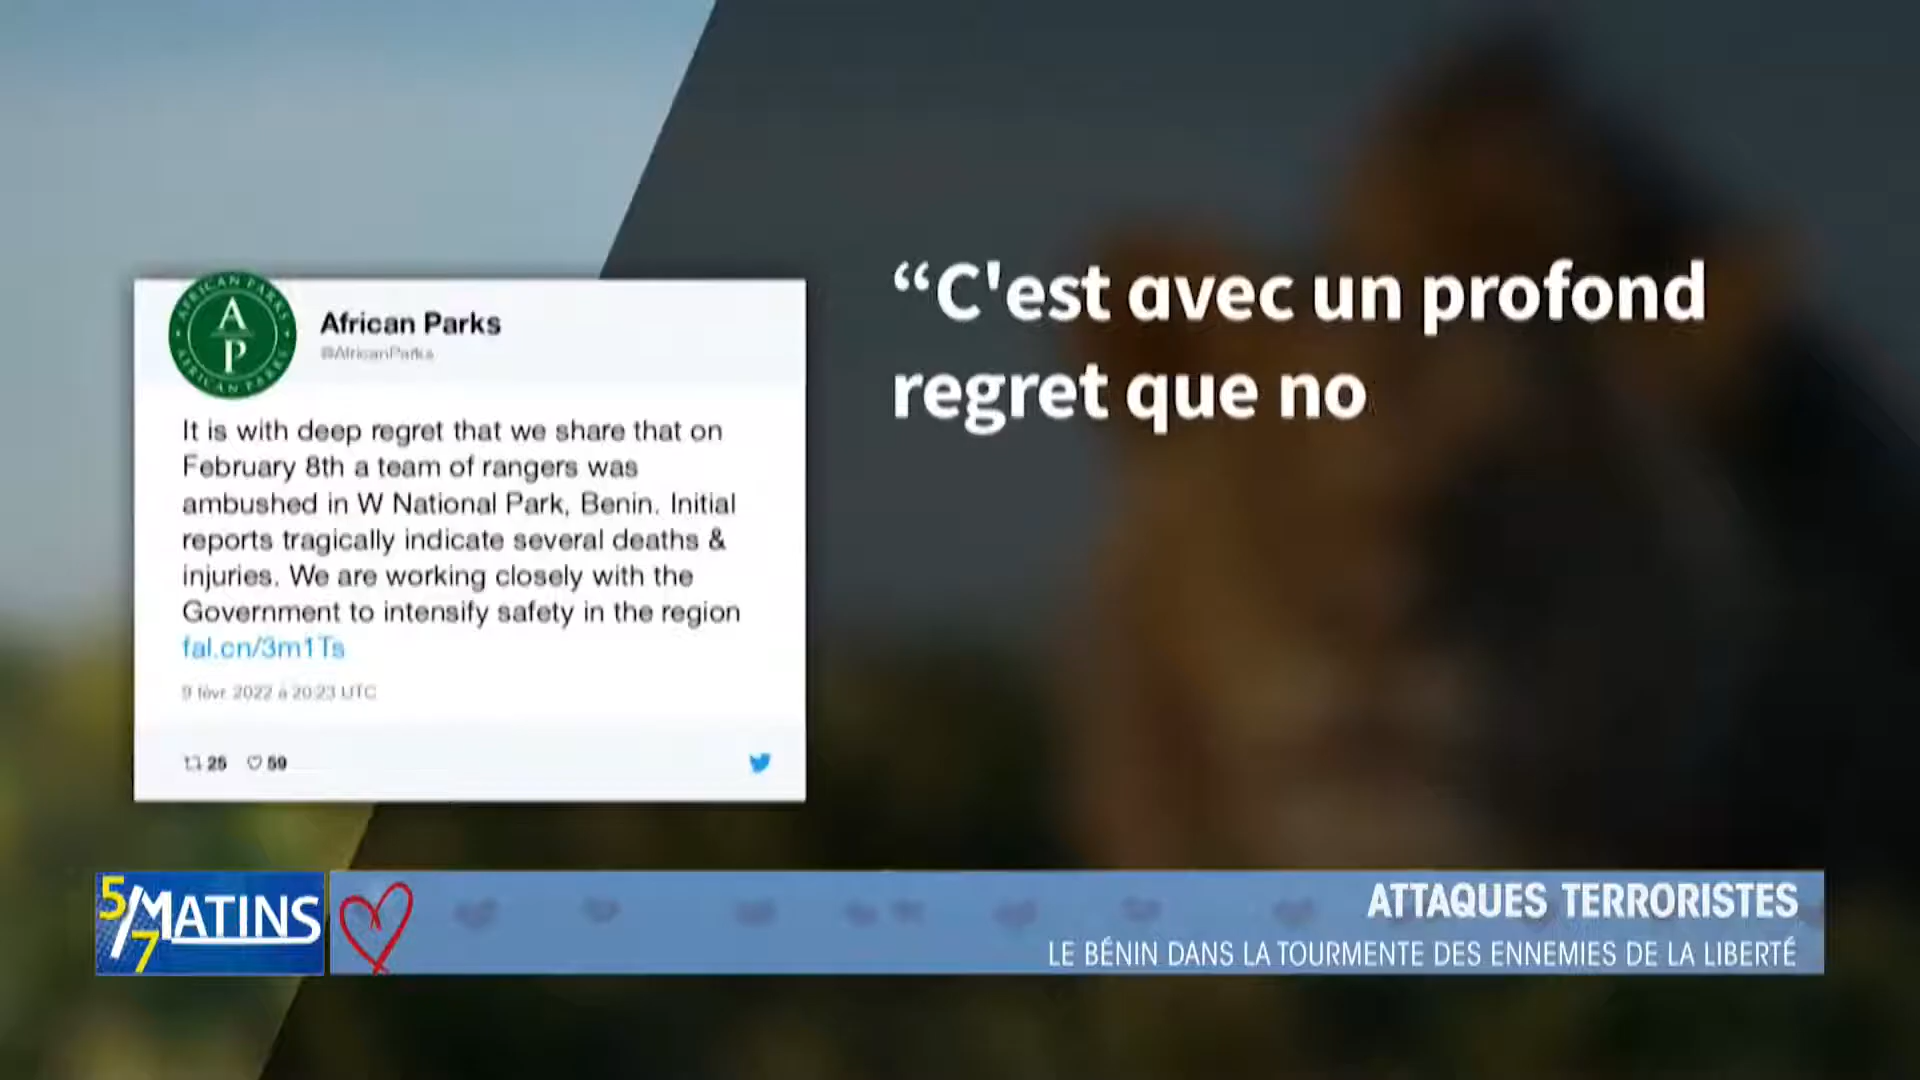 AFRICAN PARKS
A
P
AFRICAN PARKS
African Parks
@AfricanParks
It is with deep regret that we share that on
February 8th a team of rangers was
ambushed in W National Park, Benin. Initial
reports tragically indicate several deaths &
injuries. We are working closely with the
Government to intensify safety in the region
fal.cn/3m1Ts
9 févr. 2022 à 20:23 UTC
25 59
“C'est avec un profond
regret que no
5/7 MATINS
ATTAQUES TERRORISTES
LE BÉNIN DANS LA TOURMENTE DES ENNEMIES DE LA LIBERTÉ